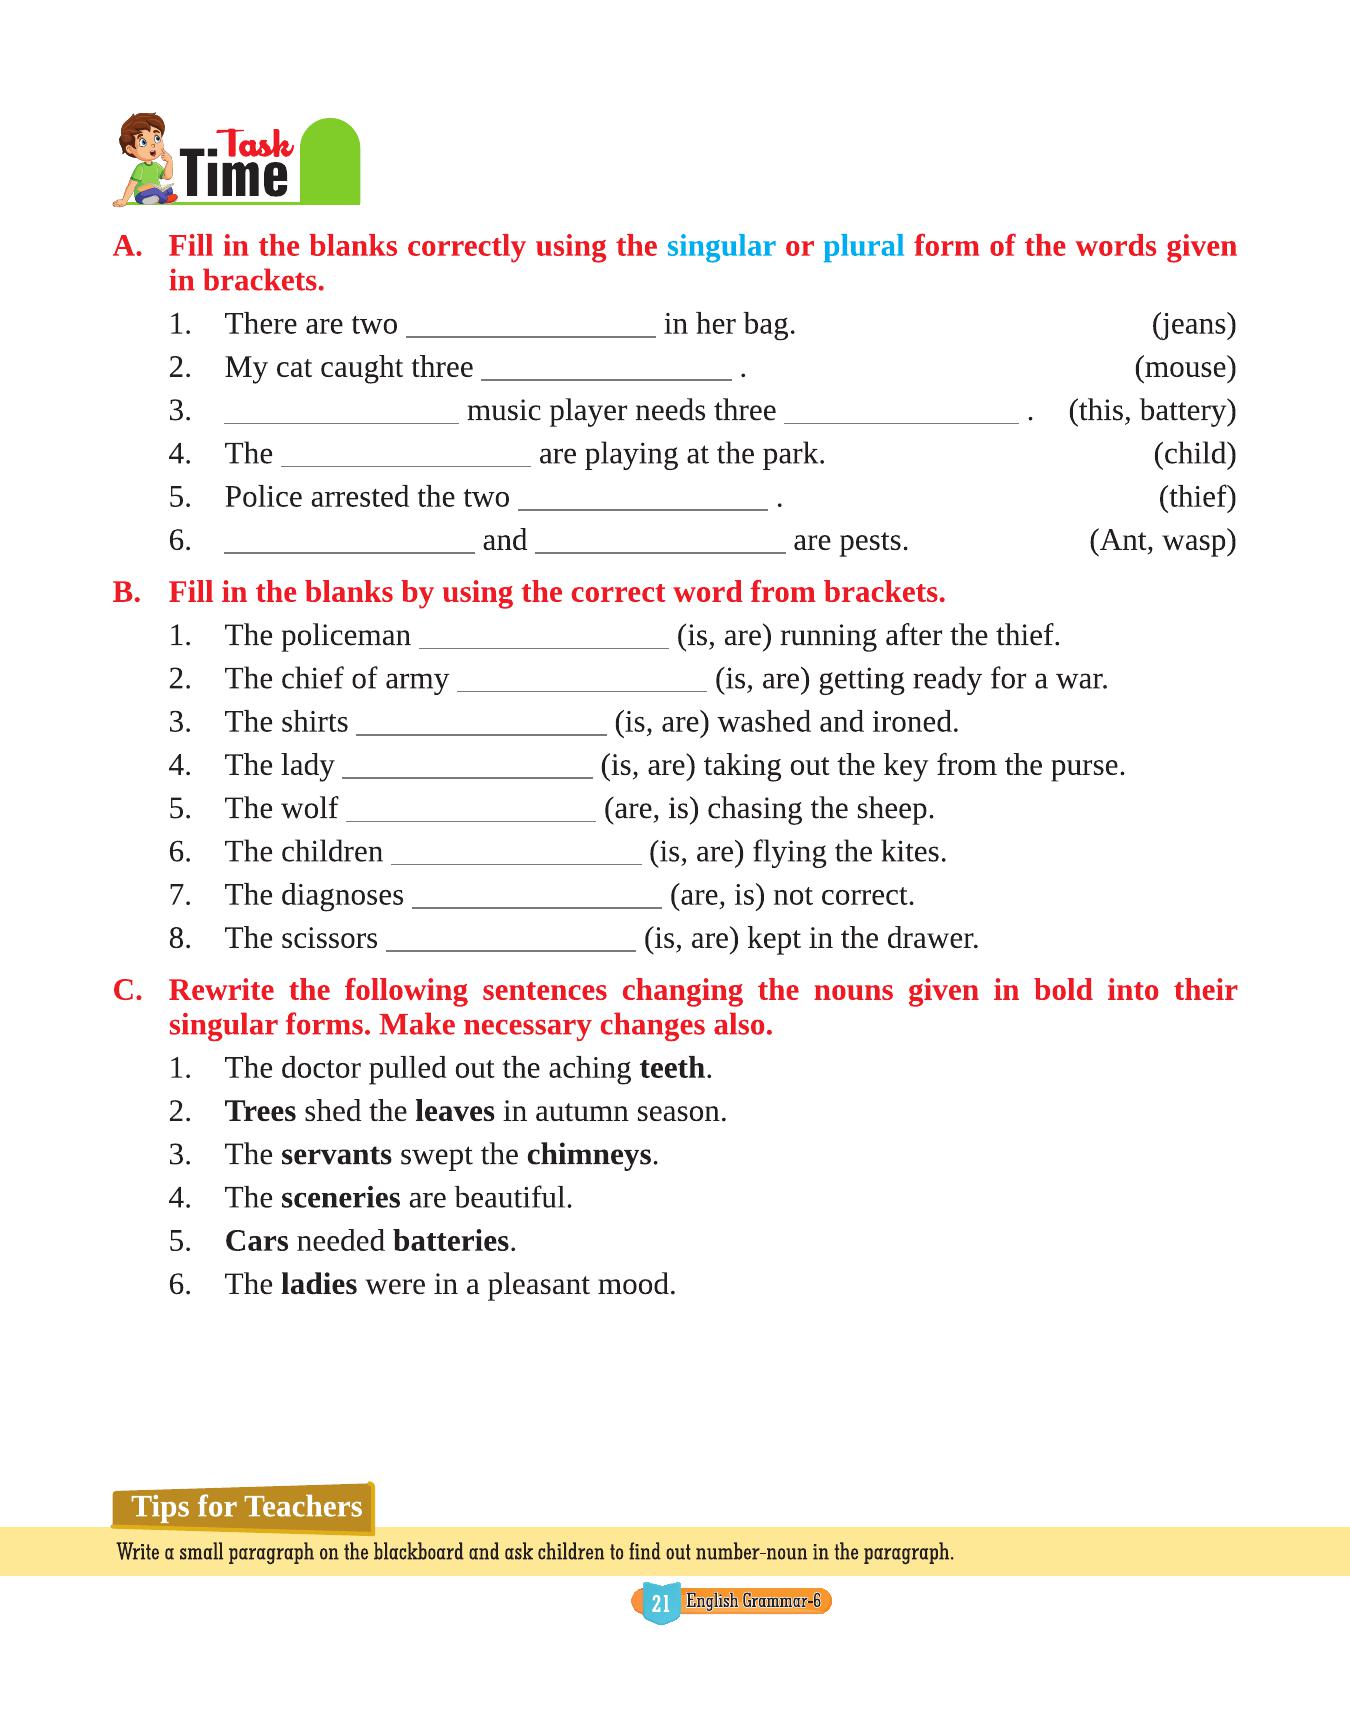 Task
Time
A. Fill in the blanks correctly using the singular or plural form of the words given
in brackets.
1. There are two ________________ in her bag. (jeans)
2. My cat caught three ________________ . (mouse)
3. _______________ music player needs three _______________ . (this, battery)
4. The ________________ are playing at the park. (child)
5. Police arrested the two ________________ . (thief)
6. ________________ and ________________ are pests. (Ant, wasp)
B. Fill in the blanks by using the correct word from brackets.
1. The policeman ________________ (is, are) running after the thief.
2. The chief of army ________________ (is, are) getting ready for a war.
3. The shirts ________________ (is, are) washed and ironed.
4. The lady ________________ (is, are) taking out the key from the purse.
5. The wolf ________________ (are, is) chasing the sheep.
6. The children ________________ (is, are) flying the kites.
7. The diagnoses ________________ (are, is) not correct.
8. The scissors ________________ (is, are) kept in the drawer.
C. Rewrite the following sentences changing the nouns given in bold into their
singular forms. Make necessary changes also.
1. The doctor pulled out the aching teeth.
2. Trees shed the leaves in autumn season.
3. The servants swept the chimneys.
4. The sceneries are beautiful.
5. Cars needed batteries.
6. The ladies were in a pleasant mood.
Tips for Teachers
Write a small paragraph on the blackboard and ask children to find out number-noun in the paragraph.
21 English Grammar-6